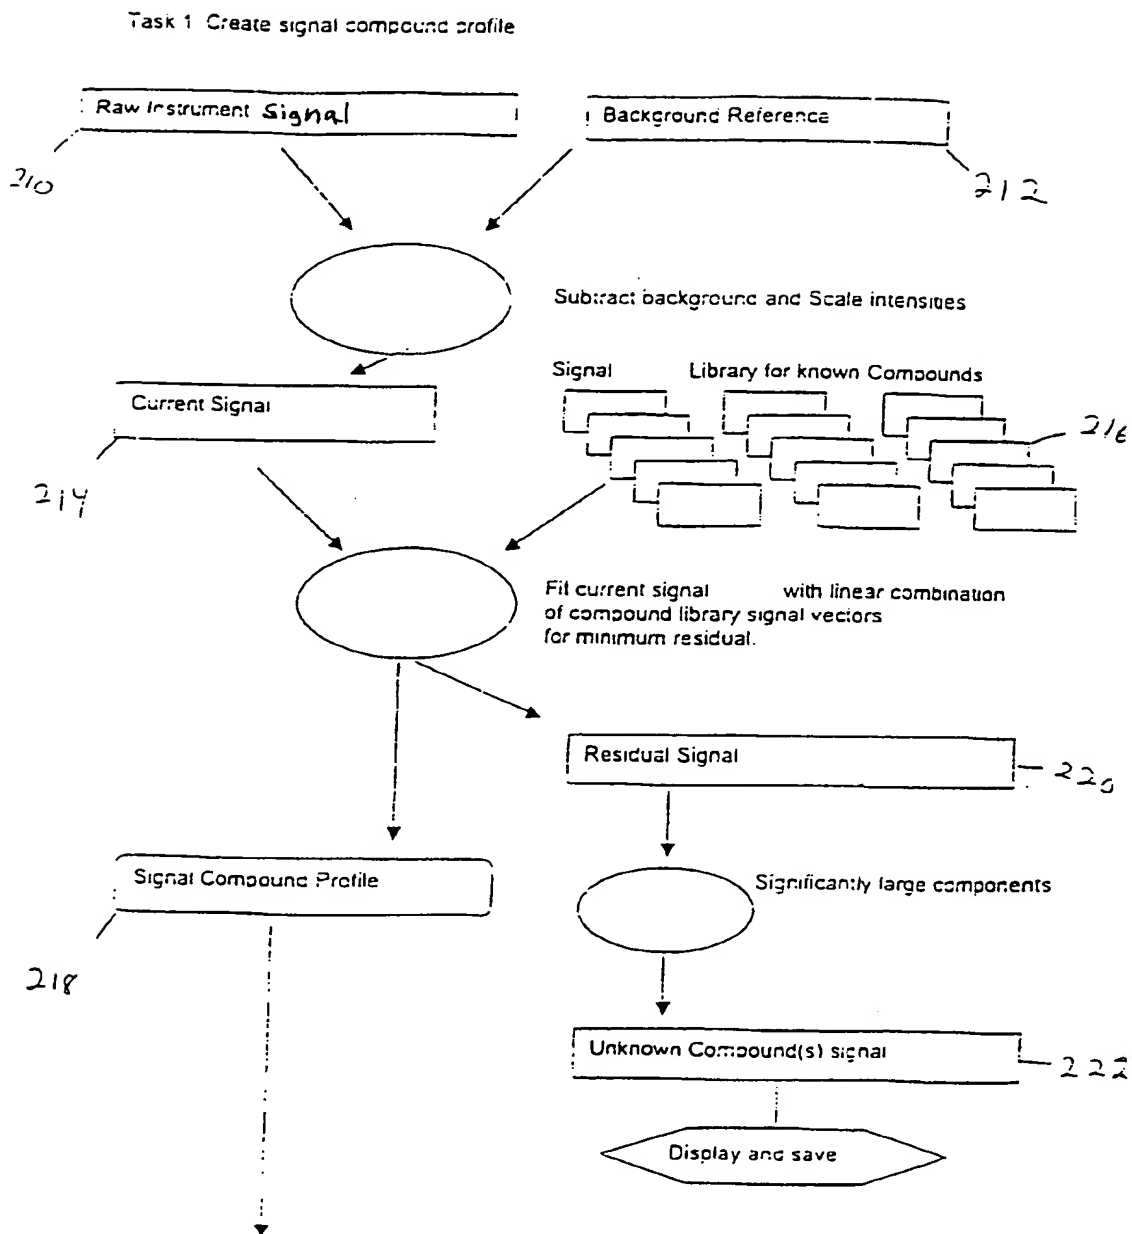 Task 1 Create signal compound profile
Raw Instrument Signal
Background Reference
210
212
Subtract background and Scale intensities
Signal Library for known Compounds
Current Signal
216
214
Fit current signal with linear combination
of compound library signal vectors
for minimum residual.
Residual Signal
220
Signal Compound Profile
Significantly large components
218
Unknown Compound(s) signal
222
Display and save